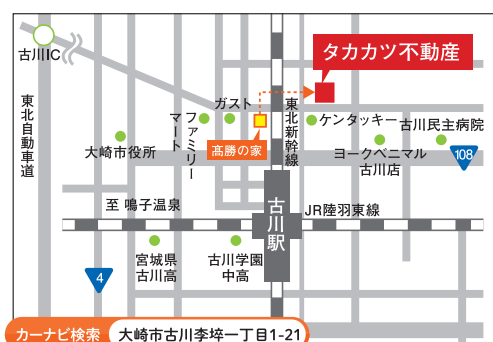 タカカツ不動産
古川IC
ガスト
ファミリー
マート
東北新幹線
ケンタッキー
古川民主病院
東北自動車道
大崎市役所
髙勝の家
ヨークベニマル
古川店
108
至 鳴子温泉
古川駅
JR陸羽東線
宮城県
古川高
古川学園
中高
4
カーナビ検索
大崎市古川李埣一丁目1-21